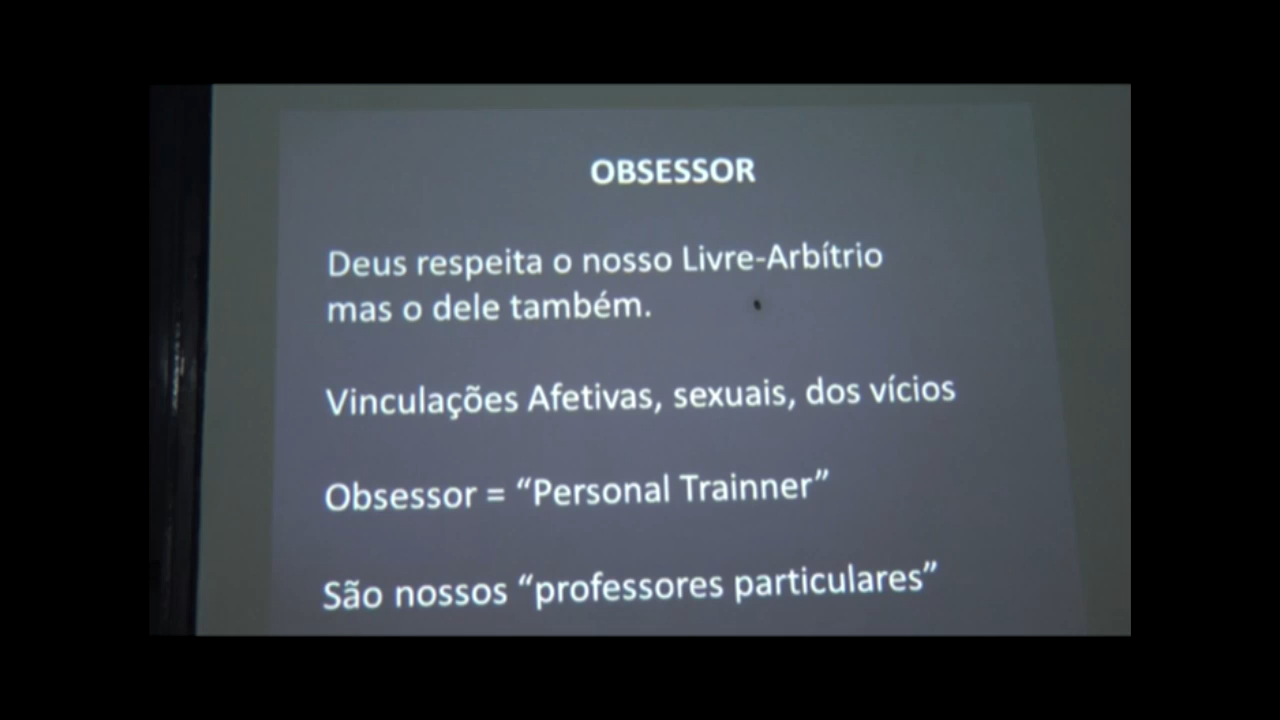 OBSESSOR
Deus respeita o nosso Livre-Arbítrio
mas o dele também.
Vinculações Afetivas, sexuais, dos vícios
Obsessor = “Personal Trainner”
São nossos “professores particulares”